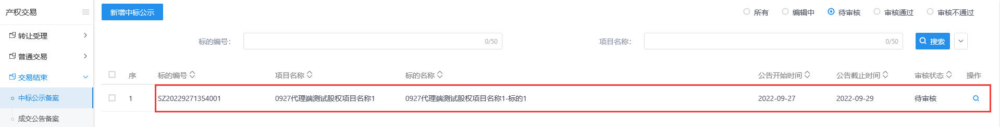 产权交易
转让受理
普通交易
交易结束
中标公示备案
成交公告备案
新增中标公示
所有 编辑中 待审核 审核通过 审核不通过
标的编号： 0/50 项目名称： 0/50 搜索
序 标的编号 项目名称 标的名称 公告开始时间 公告截止时间 审核状态 操作
1 SZ20229271354001 0927代理端测试股权项目名称1 0927代理端测试股权项目名称1-标的1 2022-09-27 2022-09-29 待审核